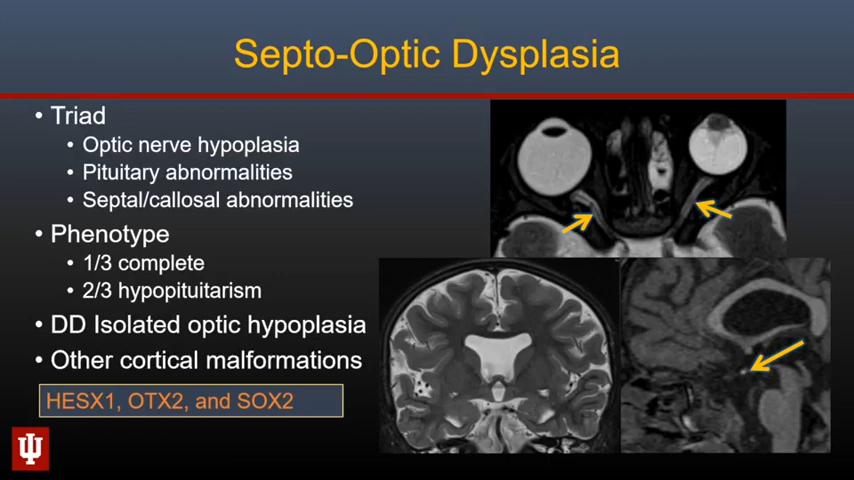 Septo-Optic Dysplasia
• Triad
• Optic nerve hypoplasia
• Pituitary abnormalities
• Septal/callosal abnormalities
• Phenotype
• 1/3 complete
• 2/3 hypopituitarism
• DD Isolated optic hypoplasia
• Other cortical malformations
HESX1, OTX2, and SOX2